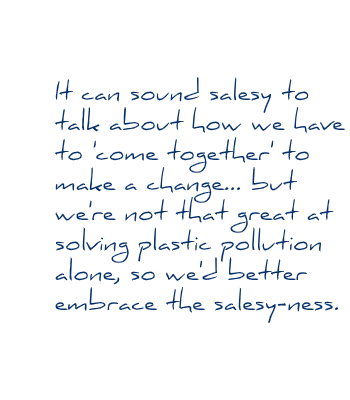 It can sound salesy to
talk about how we have
to 'come together' to
make a change... but
we're not that great at
solving plastic pollution
alone, so we'd better
embrace the salesy-ness.